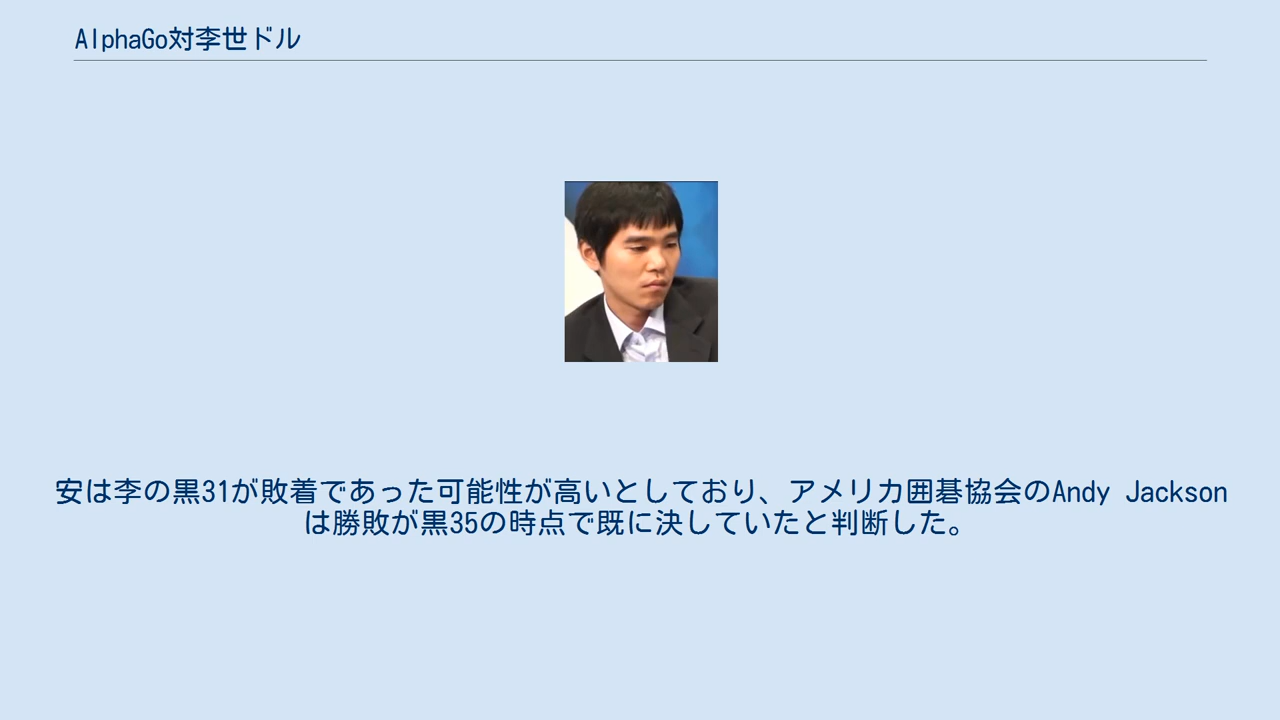 AlphaGo対李世ドル
安は李の黒31が敗着であった可能性が高いとしており、アメリカ囲碁協会のAndy Jackson
は勝敗が黒35の時点で既に決していたと判断した。